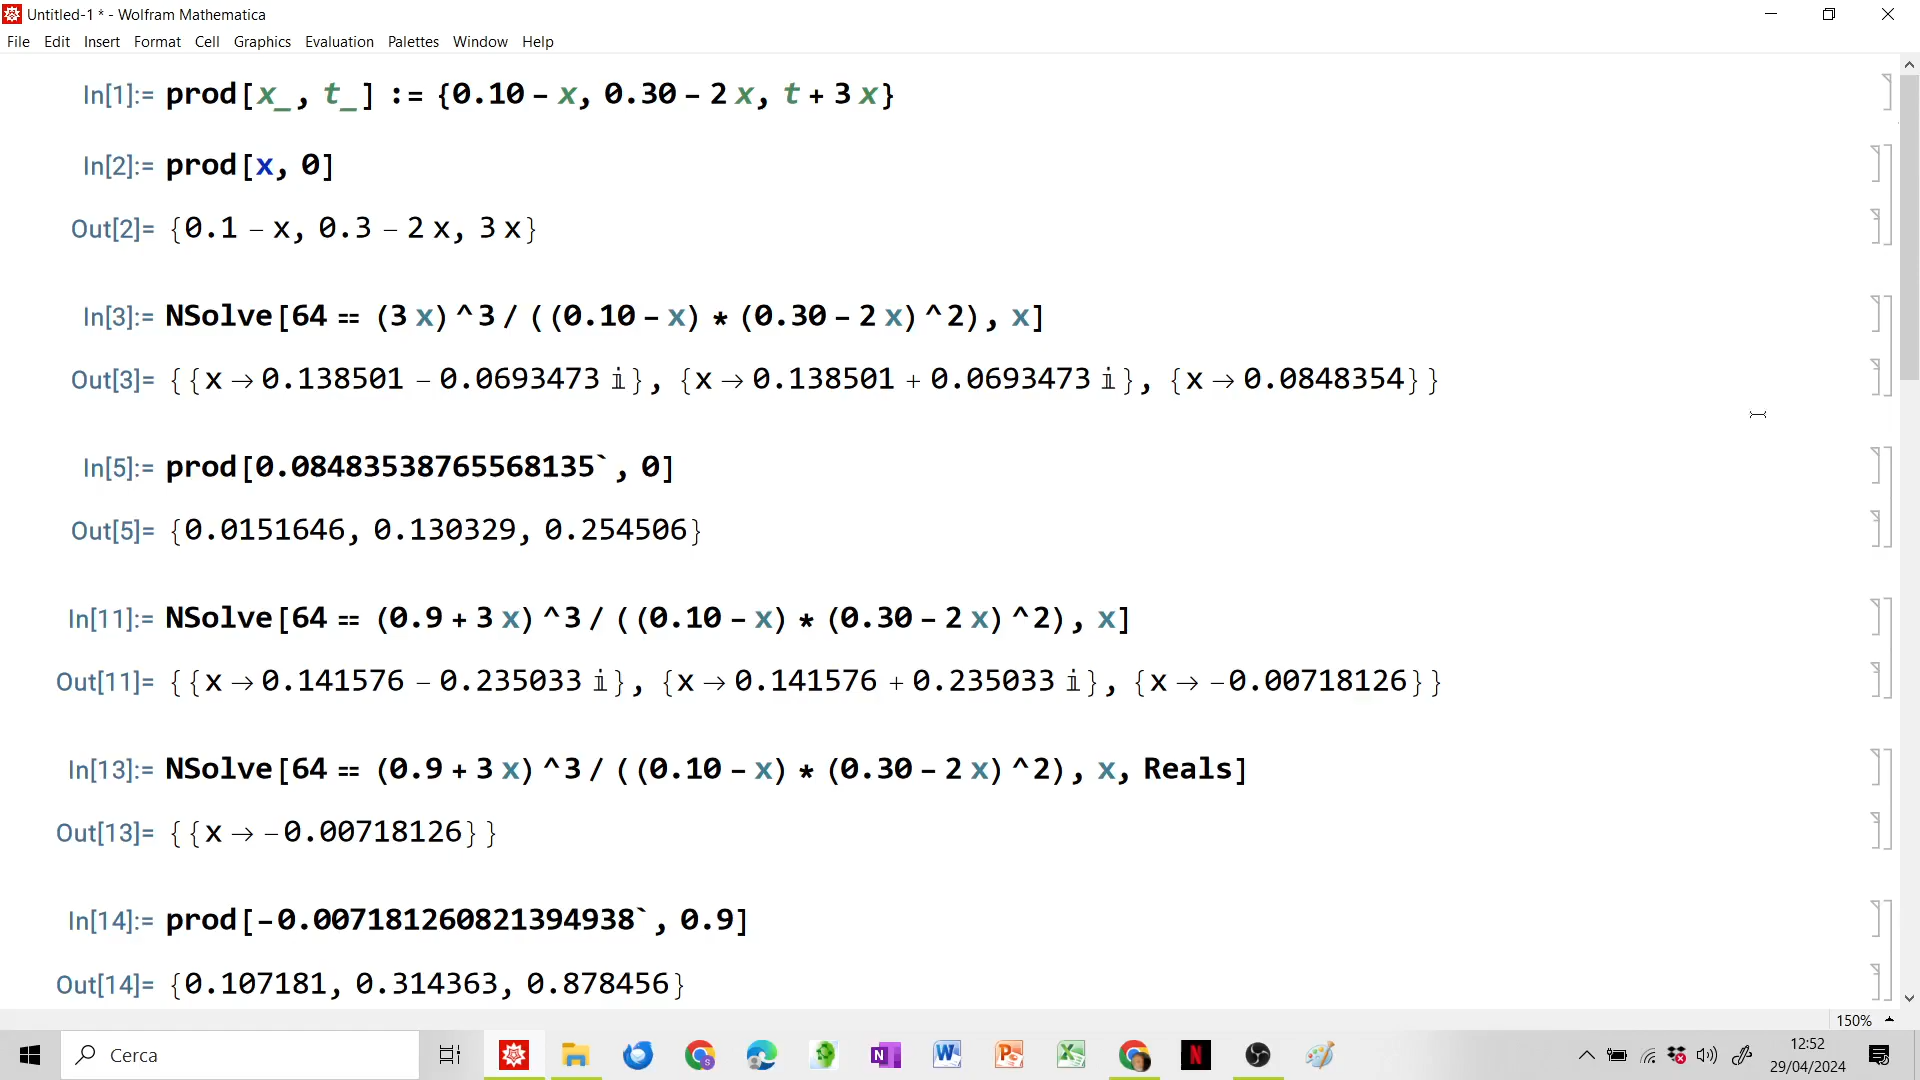 Untitled-1 * - Wolfram Mathematica
File Edit Insert Format Cell Graphics Evaluation Palettes Window Help
In[1]:= prod[x_, t_] := {0.10 - x, 0.30 - 2 x, t + 3 x}
In[2]:= prod[x, 0]
Out[2]= {0.1 - x, 0.3 - 2 x, 3 x}
In[3]:= NSolve[64 == (3 x)^3 / ((0.10 - x) * (0.30 - 2 x)^2), x]
Out[3]= {{x → 0.138501 - 0.0693473 ⅈ}, {x → 0.138501 + 0.0693473 ⅈ}, {x → 0.0848354}}
In[5]:= prod[0.08483538765568135`, 0]
Out[5]= {0.0151646, 0.130329, 0.254506}
In[11]:= NSolve[64 == (0.9 + 3 x)^3 / ((0.10 - x) * (0.30 - 2 x)^2), x]
Out[11]= {{x → 0.141576 - 0.235033 ⅈ}, {x → 0.141576 + 0.235033 ⅈ}, {x → -0.00718126}}
In[13]:= NSolve[64 == (0.9 + 3 x)^3 / ((0.10 - x) * (0.30 - 2 x)^2), x, Reals]
Out[13]= {{x → -0.00718126}}
In[14]:= prod[-0.007181260821394938`, 0.9]
Out[14]= {0.107181, 0.314363, 0.878456}
150%
Cerca
12:52
29/04/2024